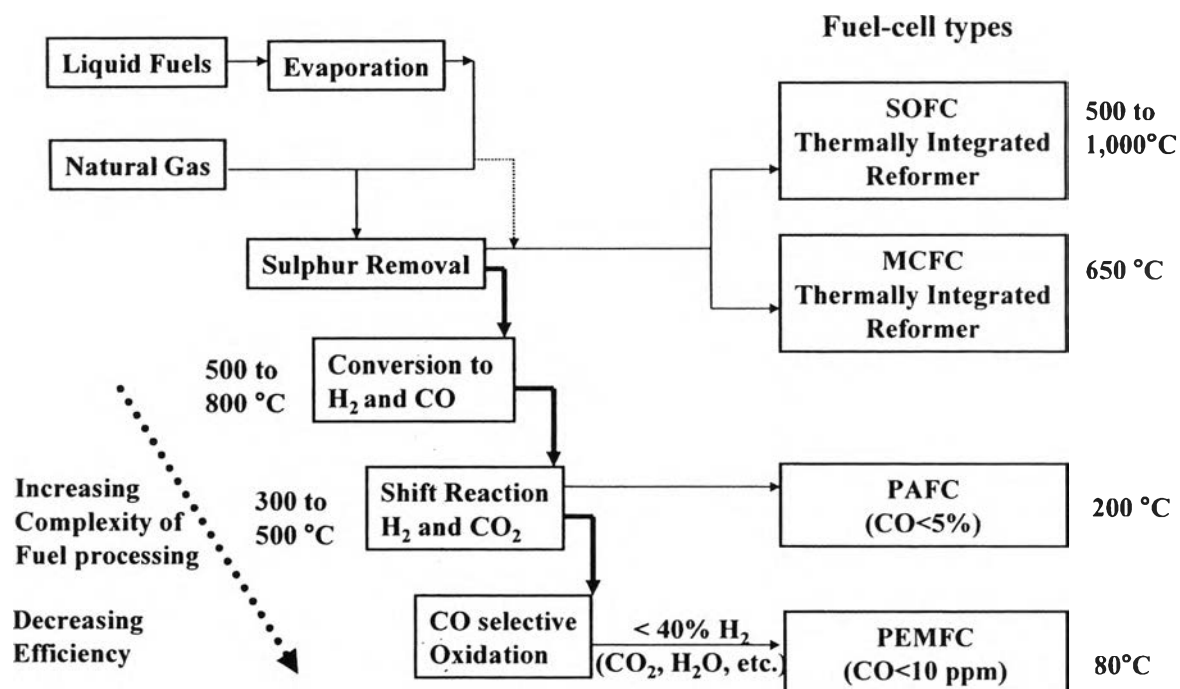 Fuel-cell types
Liquid Fuels
Evaporation
Natural Gas
SOFC
Thermally Integrated
Reformer
500 to
1,000°C
Sulphur Removal
MCFC
Thermally Integrated
Reformer
650 °C
500 to
800 °C
Conversion to
H₂ and CO
Increasing
Complexity of
Fuel processing
300 to
500 °C
Shift Reaction
H₂ and CO₂
PAFC
(CO<5%)
200 °C
Decreasing
Efficiency
CO selective
Oxidation
< 40% H₂
(CO₂, H₂O, etc.)
PEMFC
(CO<10 ppm)
80°C